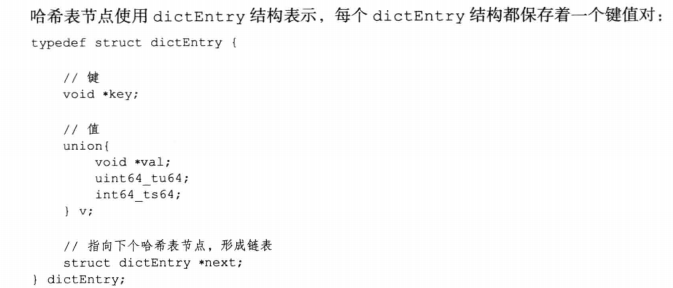 哈希表节点使用 dictEntry 结构表示，每个 dictEntry 结构都保存着一个键值对：
typedef struct dictEntry {
// 键
void *key;
// 值
union{
void *val;
uint64_tu64;
int64_ts64;
} v;
// 指向下个哈希表节点，形成链表
struct dictEntry *next;
} dictEntry;